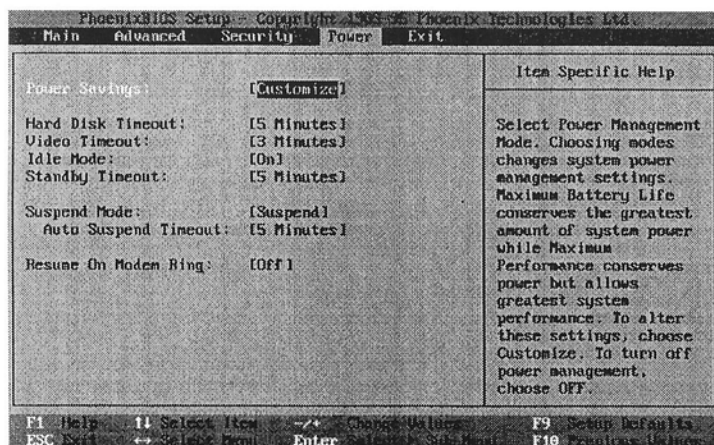 PhoenixBIOS Setup - Copyright 1985-95 Phoenix Technologies Ltd.
Main Advanced Security Power Exit
Power Savings: [Customize]
Hard Disk Timeout: [5 Minutes]
Video Timeout: [3 Minutes]
Idle Mode: [On]
Standby Timeout: [5 Minutes]
Suspend Mode: [Suspend]
Auto Suspend Timeout: [5 Minutes]
Resume On Modem Ring: [Off]
Item Specific Help
Select Power Management
Mode. Choosing modes
changes system power
management settings.
Maximum Battery Life
conserves the greatest
amount of system power
while Maximum
Performance conserves
power but allows
greatest system
performance. To alter
these settings, choose
Customize. To turn off
power management,
choose OFF.
F1 Help ↑↓ Select Item -/+ Change Values F9 Setup Defaults
ESC Exit ↔ Select Menu Enter Select Sub-Menu F10